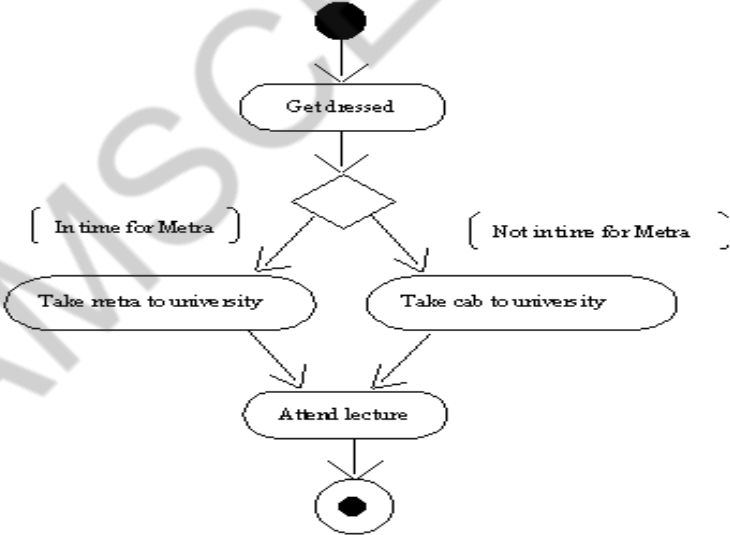 Get dressed
[ In time for Metra ]
[ Not in time for Metra ]
Take metra to university
Take cab to university
Attend lecture